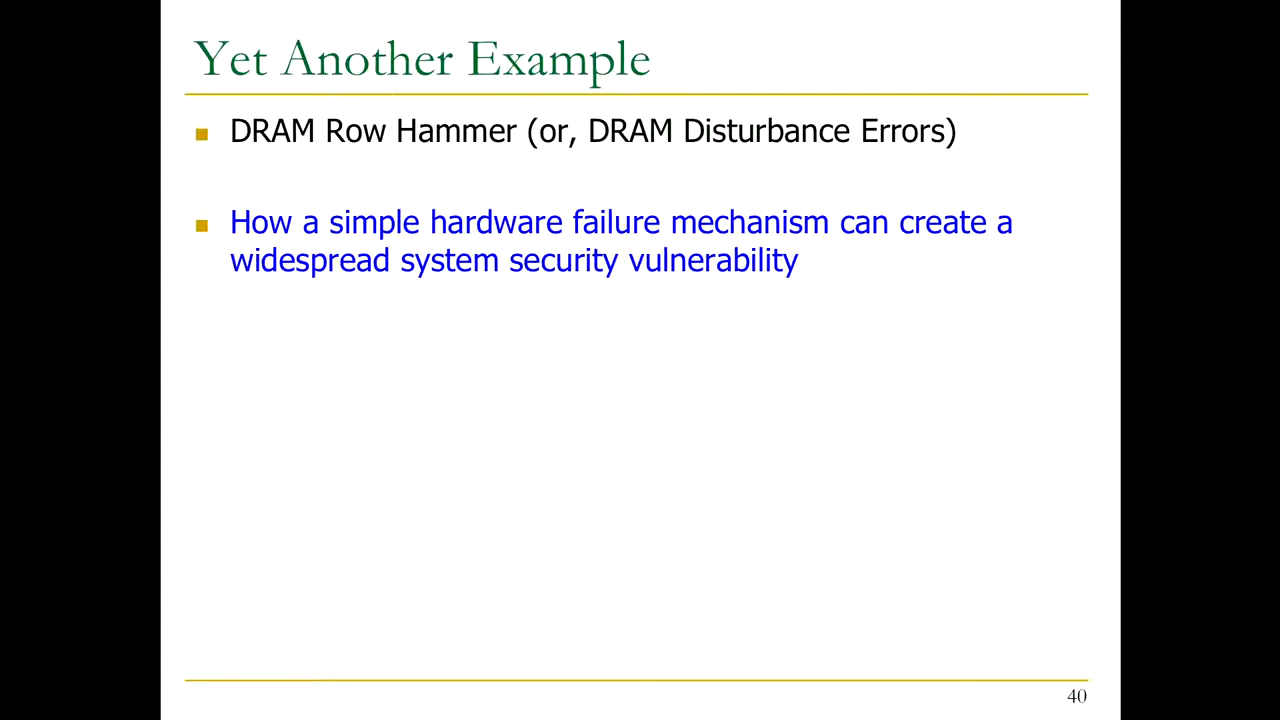 Yet Another Example
DRAM Row Hammer (or, DRAM Disturbance Errors)
How a simple hardware failure mechanism can create a
widespread system security vulnerability
40